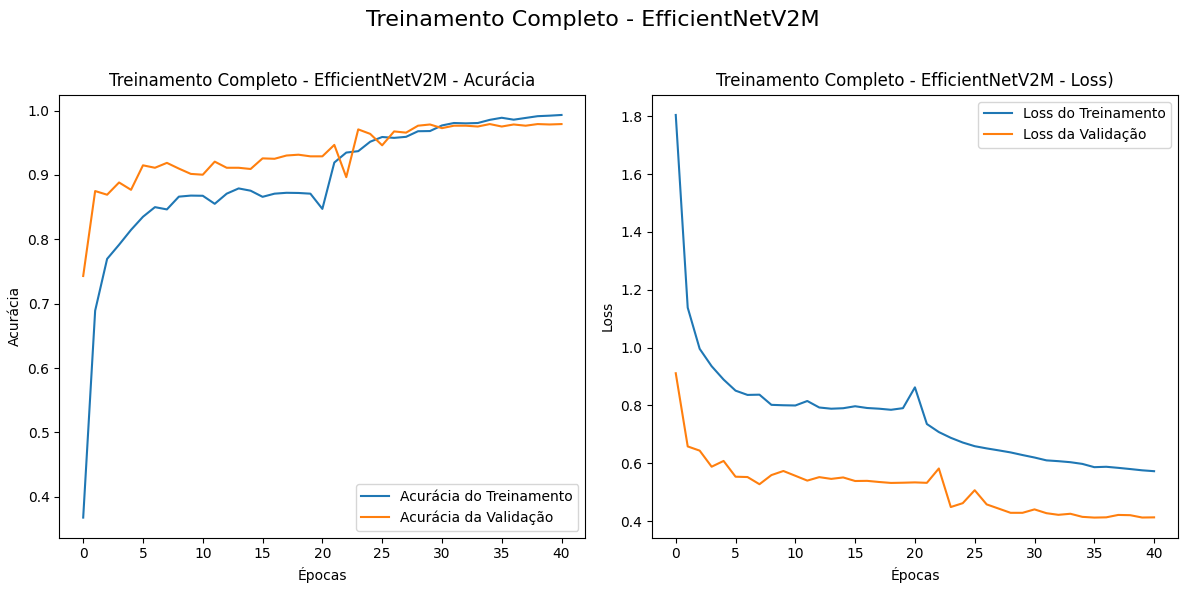 Treinamento Completo - EfficientNetV2M
Treinamento Completo - EfficientNetV2M - Acurácia
Acurácia
1.0
0.9
0.8
0.7
0.6
0.5
0.4
Acurácia do Treinamento
Acurácia da Validação
0 5 10 15 20 25 30 35 40
Épocas
Treinamento Completo - EfficientNetV2M - Loss)
Loss
1.8
1.6
1.4
1.2
1.0
0.8
0.6
0.4
Loss do Treinamento
Loss da Validação
0 5 10 15 20 25 30 35 40
Épocas